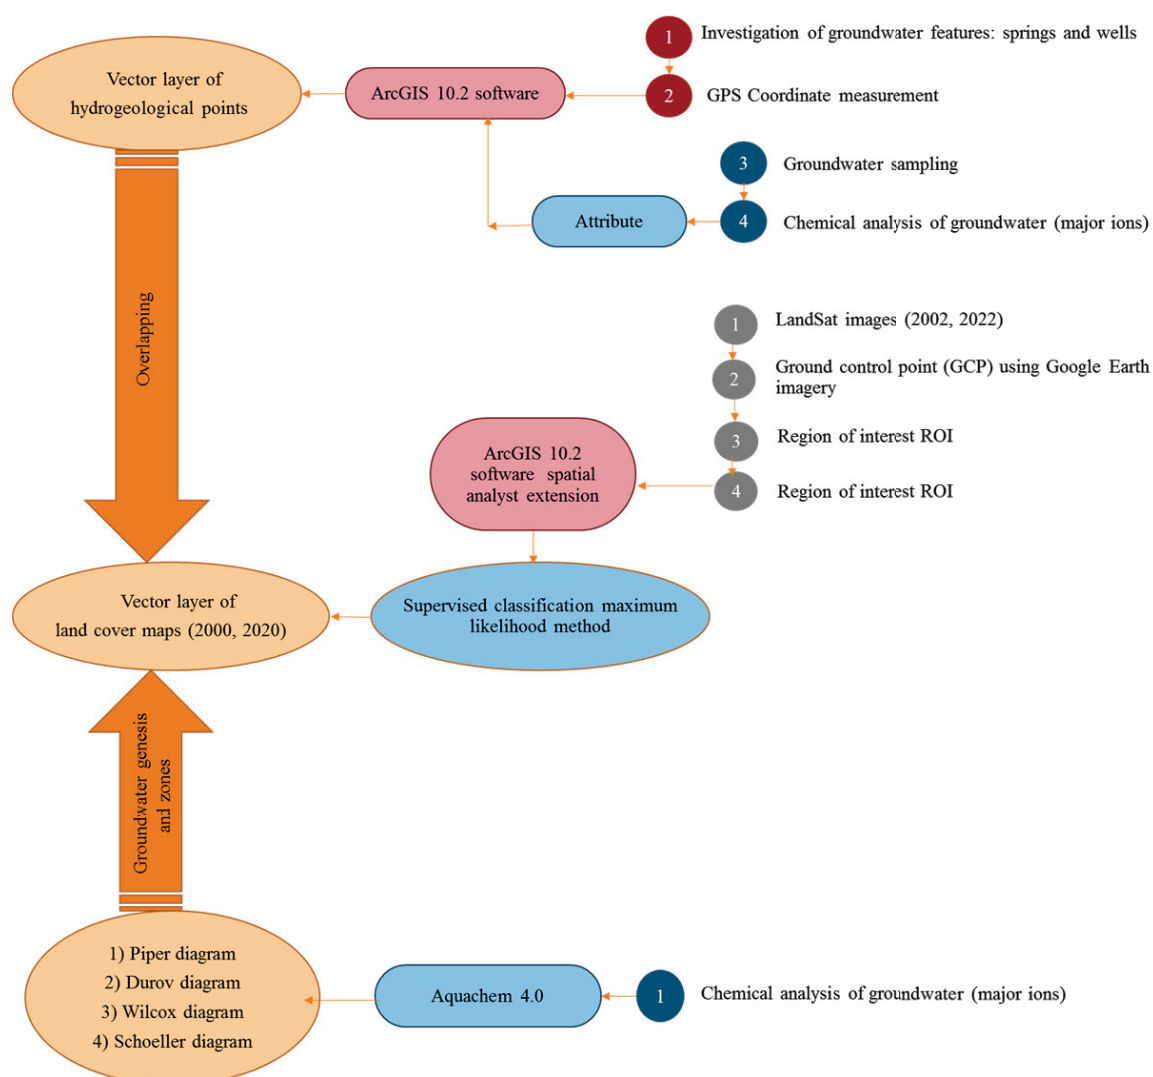 1
Investigation of groundwater features: springs and wells
Vector layer of
hydrogeological points
ArcGIS 10.2 software
2
GPS Coordinate measurement
3
Groundwater sampling
Attribute
4
Chemical analysis of groundwater (major ions)
Overlapping
1
LandSat images (2002, 2022)
2
Ground control point (GCP) using Google Earth
imagery
3
Region of interest ROI
ArcGIS 10.2
software spatial
analyst extension
4
Region of interest ROI
Vector layer of
land cover maps (2000, 2020)
Supervised classification maximum
likelihood method
Groundwater genesis
and zones
1) Piper diagram
2) Durov diagram
3) Wilcox diagram
4) Schoeller diagram
Aquachem 4.0
1
Chemical analysis of groundwater (major ions)